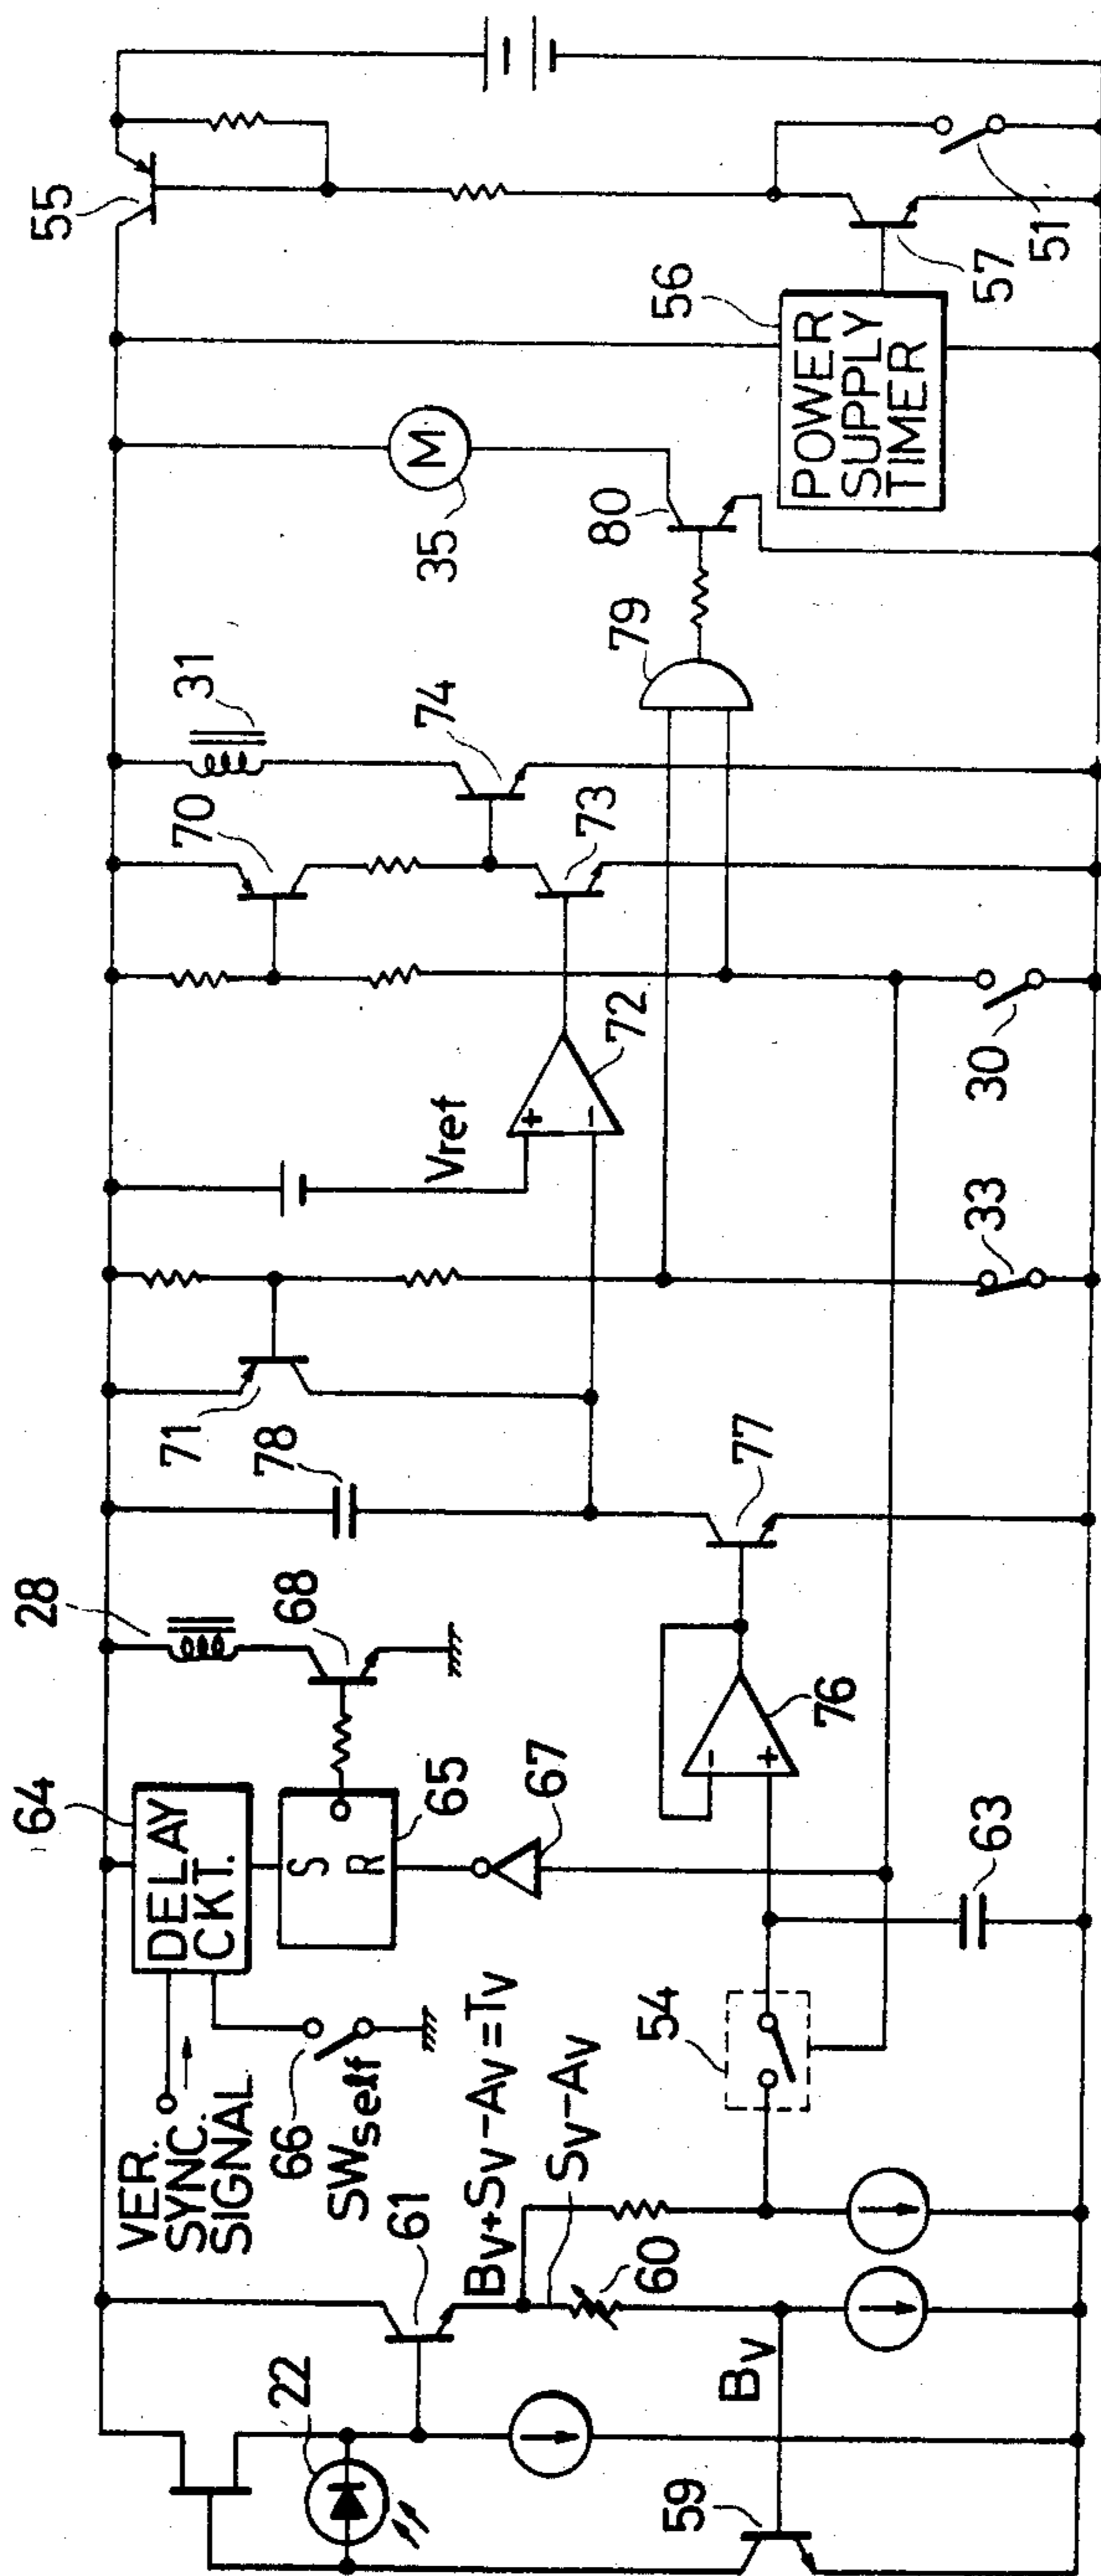 22
VER.
SYNC.
SIGNAL
64
DELAY
CKT.
28
66
SWself
S
R
65
68
67
61
BV+SV-AV=TV
SV-AV
60
BV
59
54
63
76
+
-
77
78
71
Vref
+
-
72
33
30
70
73
74
31
79
80
M
35
56
POWER
SUPPLY
TIMER
57
51
55